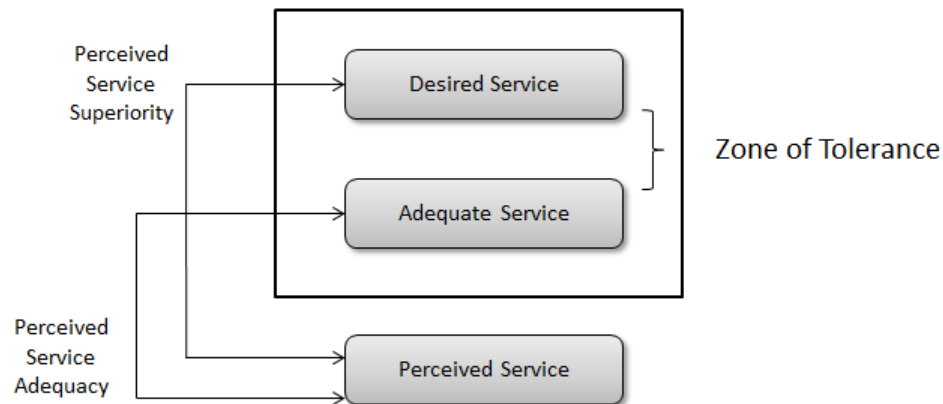 Perceived
Service
Superiority
Desired Service
Zone of Tolerance
Adequate Service
Perceived
Service
Adequacy
Perceived Service